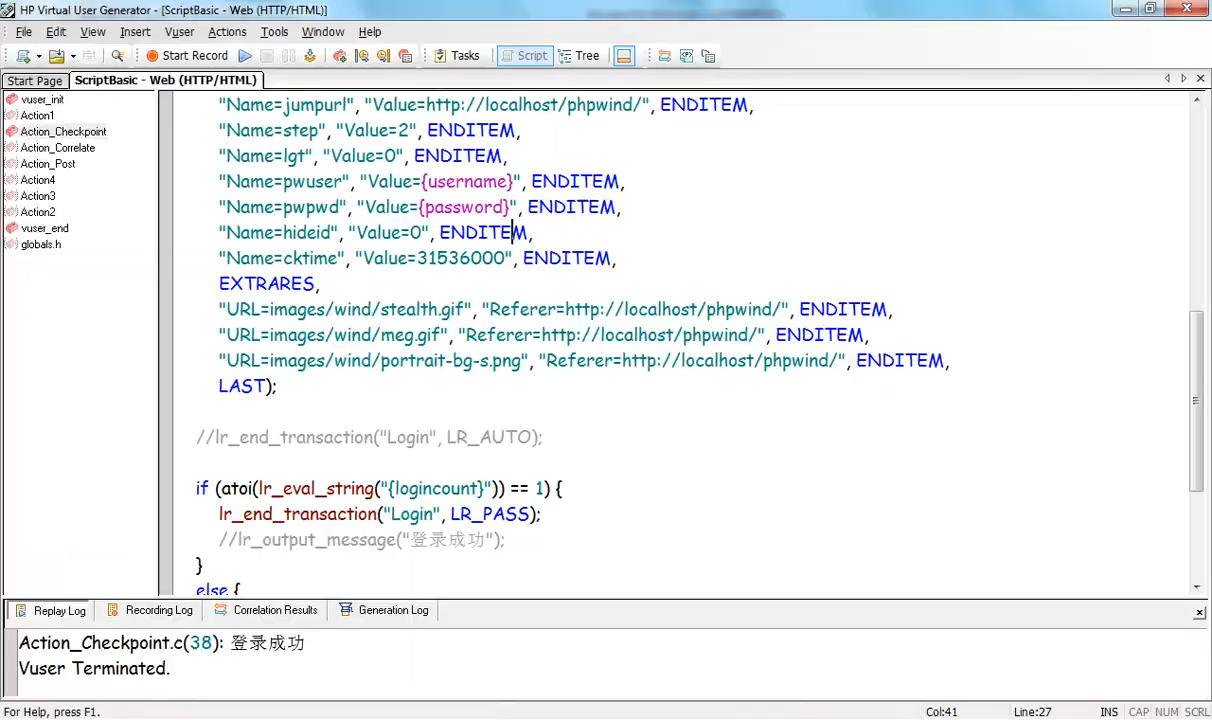 HP Virtual User Generator - [ScriptBasic - Web (HTTP/HTML)]
File Edit View Insert Vuser Actions Tools Window Help
Start Record Tasks Script Tree
Start Page ScriptBasic - Web (HTTP/HTML)
vuser_init
Action1
Action_Checkpoint
Action_Correlate
Action_Post
Action4
Action3
Action2
vuser_end
globals.h
"Name=jumpurl", "Value=http://localhost/phpwind/", ENDITEM,
"Name=step", "Value=2", ENDITEM,
"Name=lgt", "Value=0", ENDITEM,
"Name=pwuser", "Value={username}", ENDITEM,
"Name=pwpwd", "Value={password}", ENDITEM,
"Name=hideid", "Value=0", ENDITEM,
"Name=cktime", "Value=31536000", ENDITEM,
EXTRARES,
"URL=images/wind/stealth.gif", "Referer=http://localhost/phpwind/", ENDITEM,
"URL=images/wind/meg.gif", "Referer=http://localhost/phpwind/", ENDITEM,
"URL=images/wind/portrait-bg-s.png", "Referer=http://localhost/phpwind/", ENDITEM,
LAST);
//lr_end_transaction("Login", LR_AUTO);
if (atoi(lr_eval_string("{logincount}")) == 1) {
lr_end_transaction("Login", LR_PASS);
//lr_output_message("登录成功");
}
else {
Replay Log Recording Log Correlation Results Generation Log
Action_Checkpoint.c(38): 登录成功
Vuser Terminated.
For Help, press F1. Col:41 Line:27 INS CAP NUM SCRL